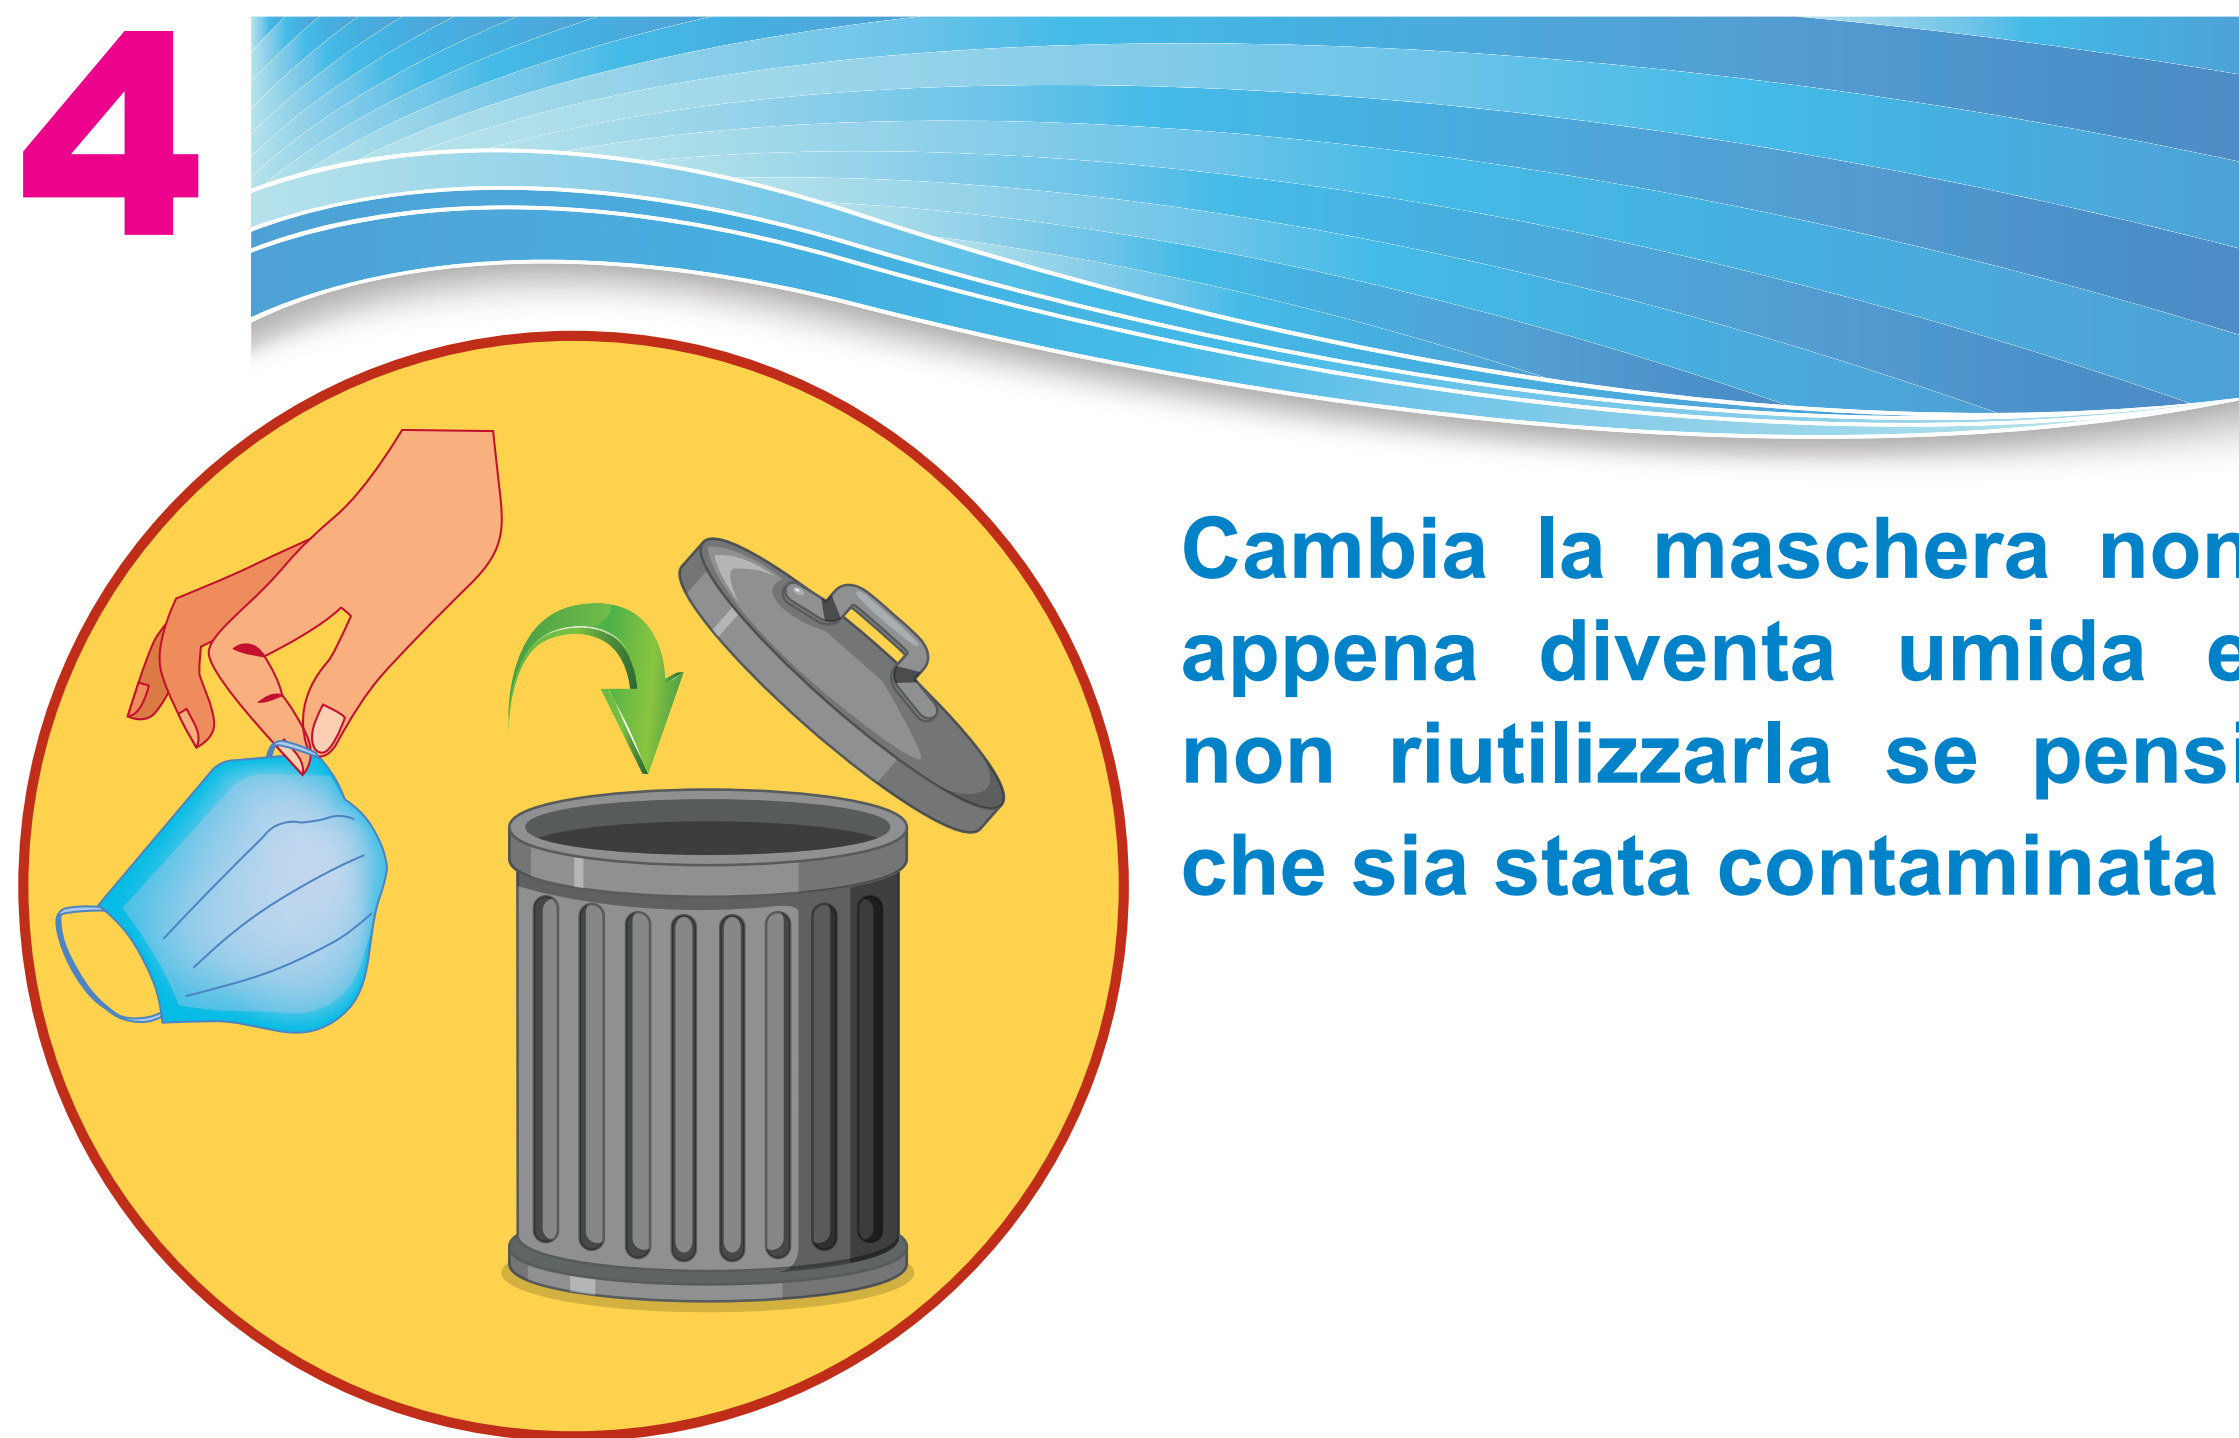 4
Cambia la maschera non
appena diventa umida e
non riutilizzarla se pensi
che sia stata contaminata